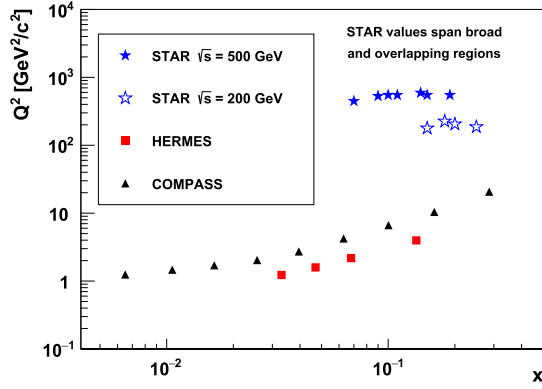 Q² [GeV²/c²]
10⁴
10³
10²
10
1
10⁻¹
STAR √s = 500 GeV
STAR √s = 200 GeV
HERMES
COMPASS
STAR values span broad
and overlapping regions
10⁻²
10⁻¹
x